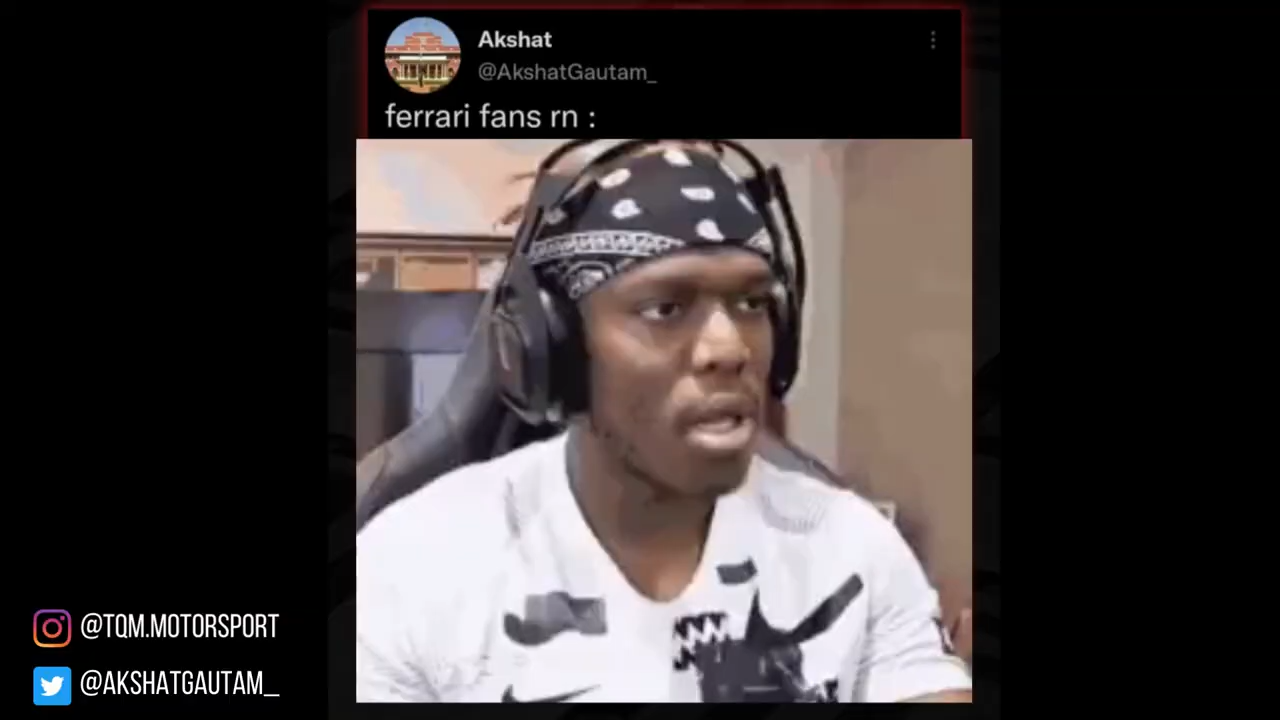 Akshat
@AkshatGautam_
ferrari fans rn :
@TQM.MOTORSPORT
@AKSHATGAUTAM_